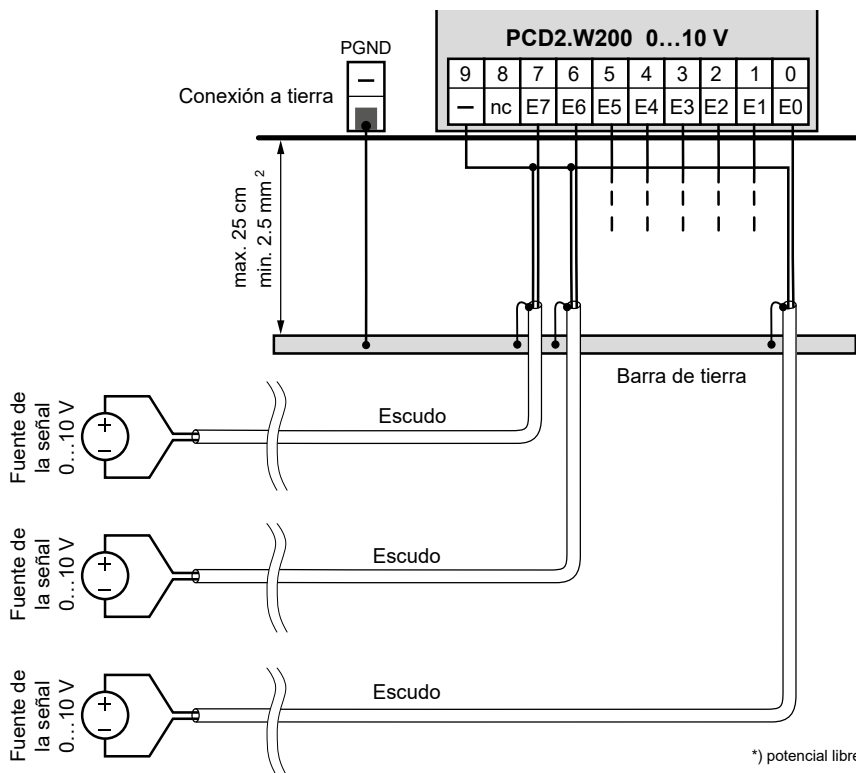 PCD2.W200 0…10 V
PGND
Conexión a tierra
9 8 7 6 5 4 3 2 1 0
– nc E7 E6 E5 E4 E3 E2 E1 E0
–
max. 25 cm
min. 2.5 mm²
Barra de tierra
Fuente de
la señal
0…10 V
+
–
Escudo
Fuente de
la señal
0…10 V
+
–
Escudo
Fuente de
la señal
0…10 V
+
–
Escudo
*) potencial libre